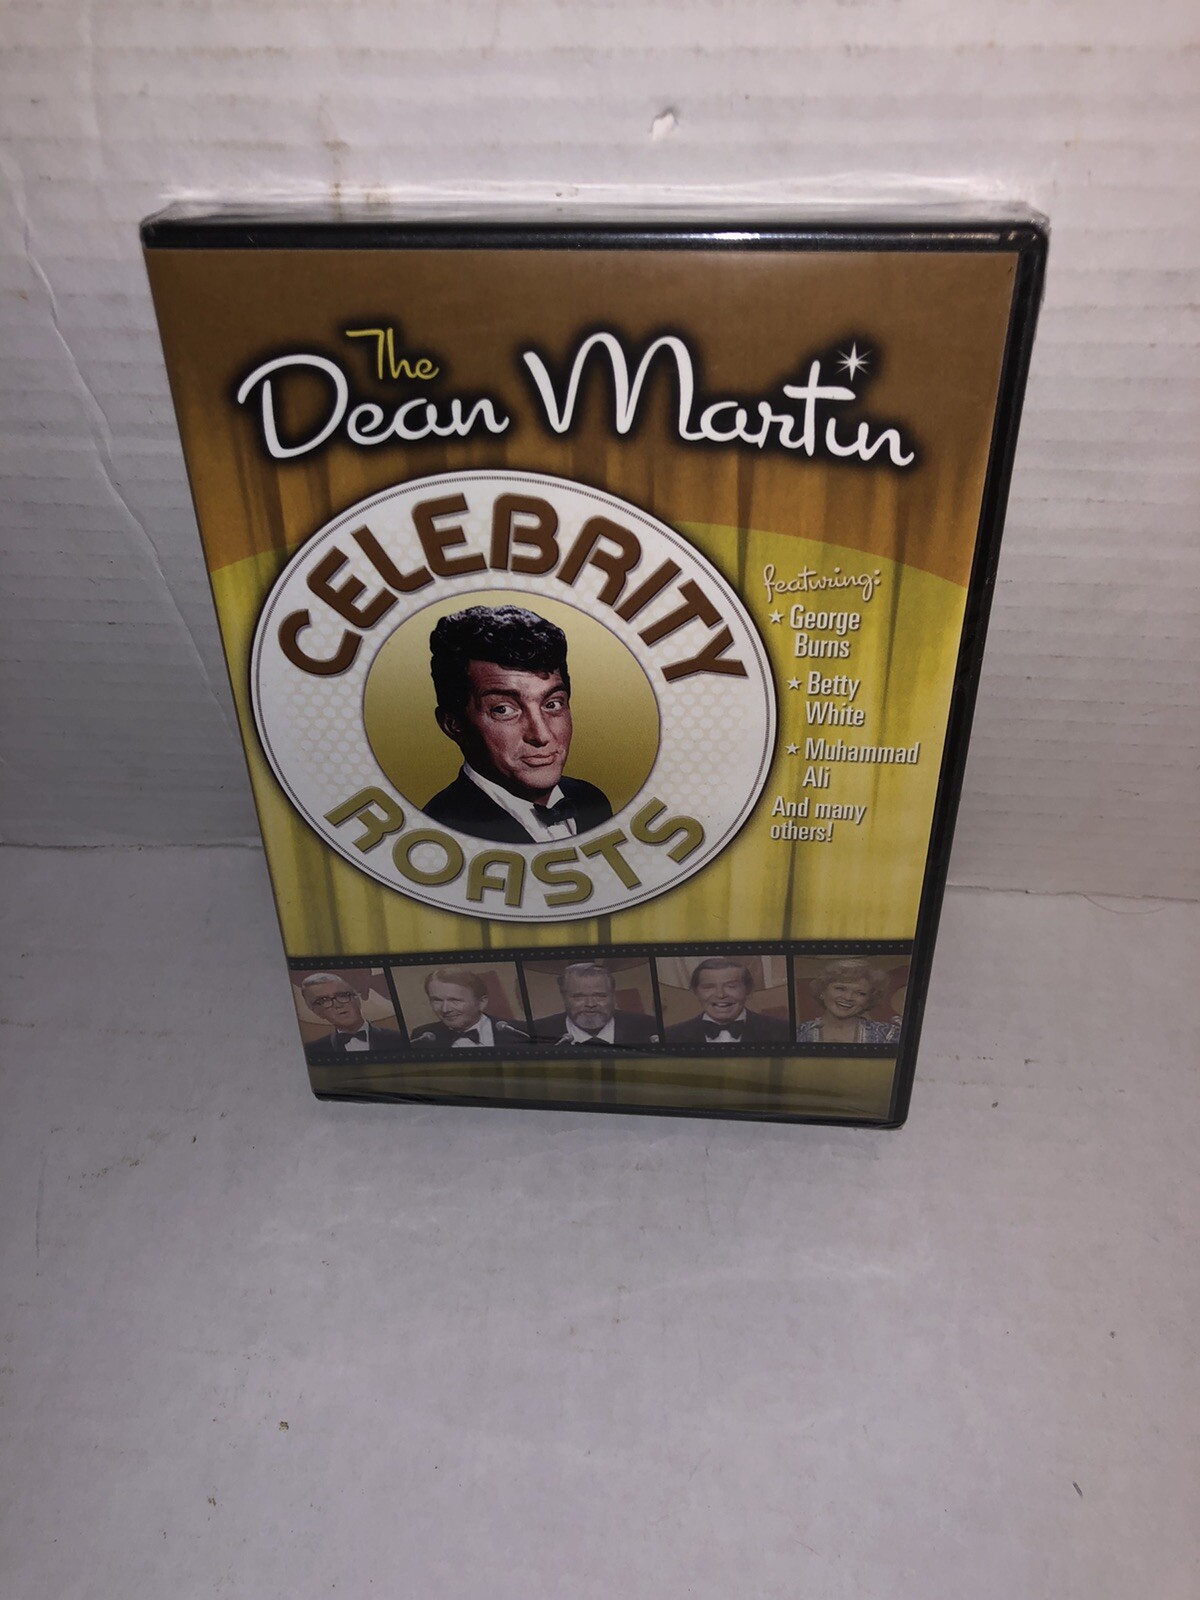 The
Dean Martin
CELEBRITY
ROASTS
featuring:
★ George
Burns
★ Betty
White
★ Muhammad
Ali
And many
others!